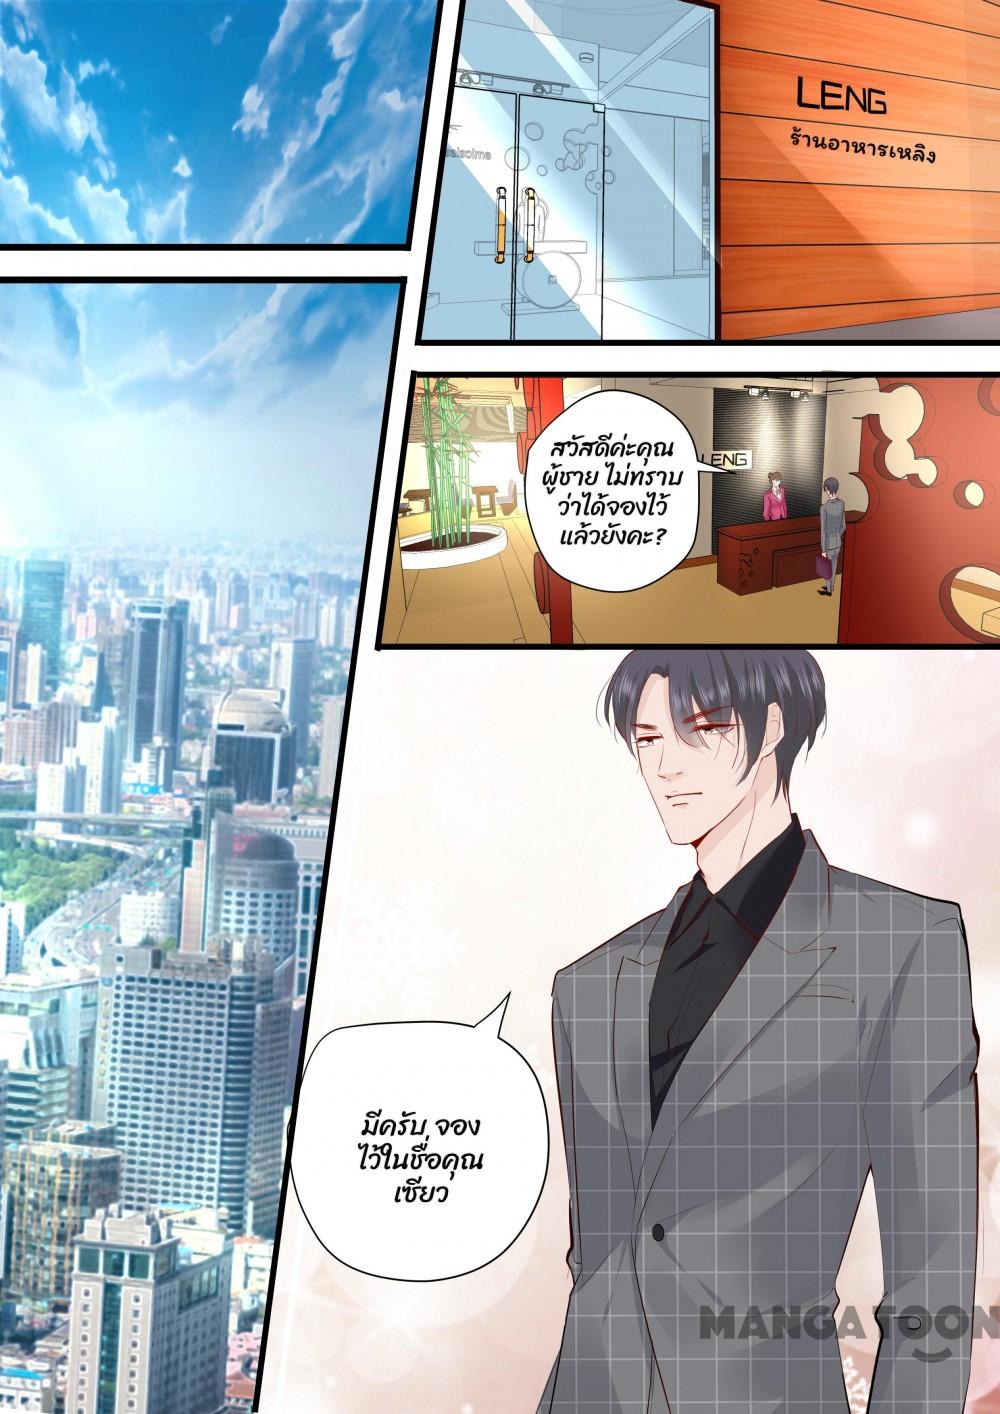 LENG
ร้านอาหารเหลิง
สวัสดีค่ะคุณ
ผู้ชาย ไม่ทราบ
ว่าได้จองไว้
แล้วยังคะ?
LENG
มีครับ จอง
ไว้ในชื่อคุณ
เซียว
MANGATOON